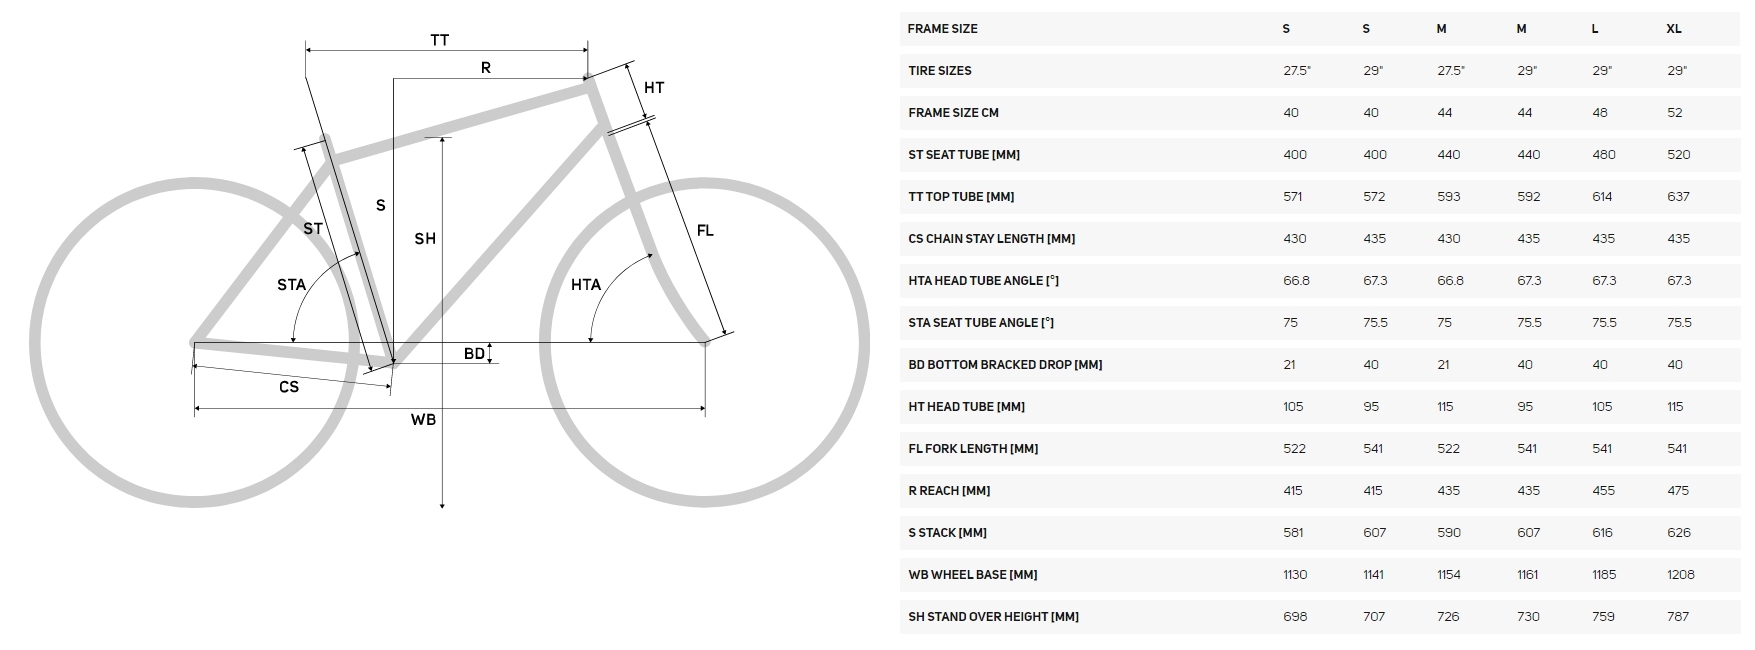 TT
R
HT
S
ST
SH
FL
STA
HTA
BD
CS
WB
FRAME SIZE S S M M L XL
TIRE SIZES 27.5" 29" 27.5" 29" 29" 29"
FRAME SIZE CM 40 40 44 44 48 52
ST SEAT TUBE [MM] 400 400 440 440 480 520
TT TOP TUBE [MM] 571 572 593 592 614 637
CS CHAIN STAY LENGTH [MM] 430 435 430 435 435 435
HTA HEAD TUBE ANGLE [°] 66.8 67.3 66.8 67.3 67.3 67.3
STA SEAT TUBE ANGLE [°] 75 75.5 75 75.5 75.5 75.5
BD BOTTOM BRACKED DROP [MM] 21 40 21 40 40 40
HT HEAD TUBE [MM] 105 95 115 95 105 115
FL FORK LENGTH [MM] 522 541 522 541 541 541
R REACH [MM] 415 415 435 435 455 475
S STACK [MM] 581 607 590 607 616 626
WB WHEEL BASE [MM] 1130 1141 1154 1161 1185 1208
SH STAND OVER HEIGHT [MM] 698 707 726 730 759 787